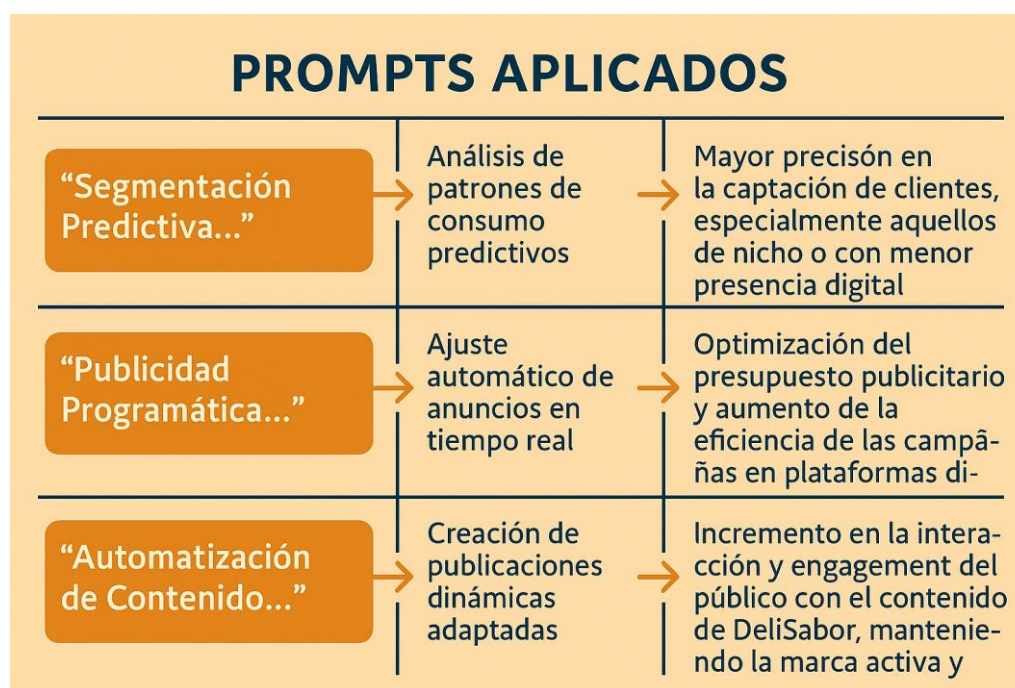 PROMPTS APLICADOS
“Segmentación
Predictiva...”
Análisis de
patrones de
consumo
predictivos
Mayor precisón en
la captación de clientes,
especialmente aquellos
de nicho o con menor
presencia digital
“Publicidad
Programática...”
Ajuste
automático de
anuncios en
tiempo real
Optimización del
presupuesto publicitario
y aumento de la
eficiencia de las campã-
ñas en plataformas di-
“Automatización
de Contenido...”
Creación de
publicaciones
dinámicas
adaptadas
Incremento en la intera-
cción y engagement del
público con el contenido
de DeliSabor, mantenie-
ndo la marca activa y